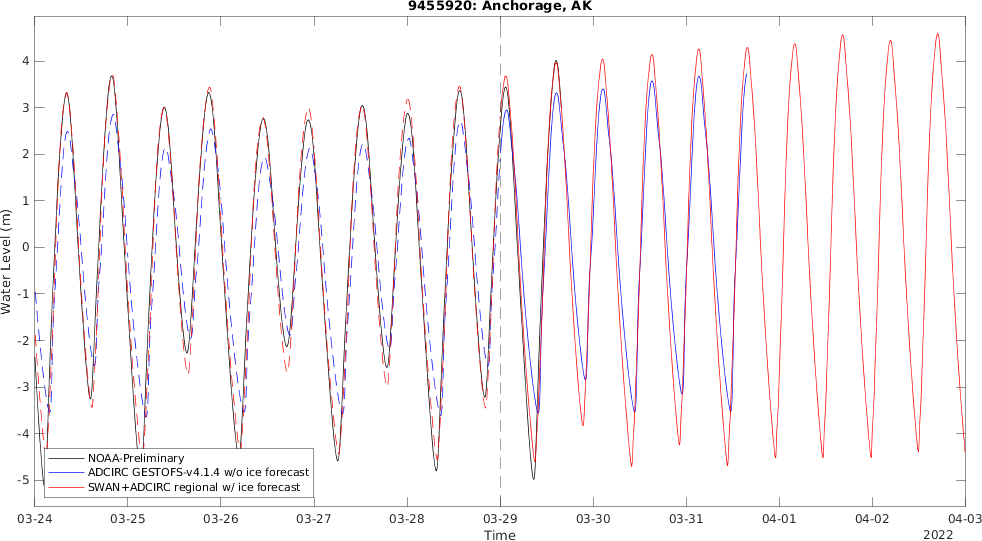 9455920: Anchorage, AK
Water Level (m)
4
3
2
1
0
-1
-2
-3
-4
-5
NOAA-Preliminary
ADCIRC GESTOFS-v4.1.4 w/o ice forecast
SWAN+ADCIRC regional w/ ice forecast
03-24 03-25 03-26 03-27 03-28 03-29 03-30 03-31 04-01 04-02 04-03
Time
2022